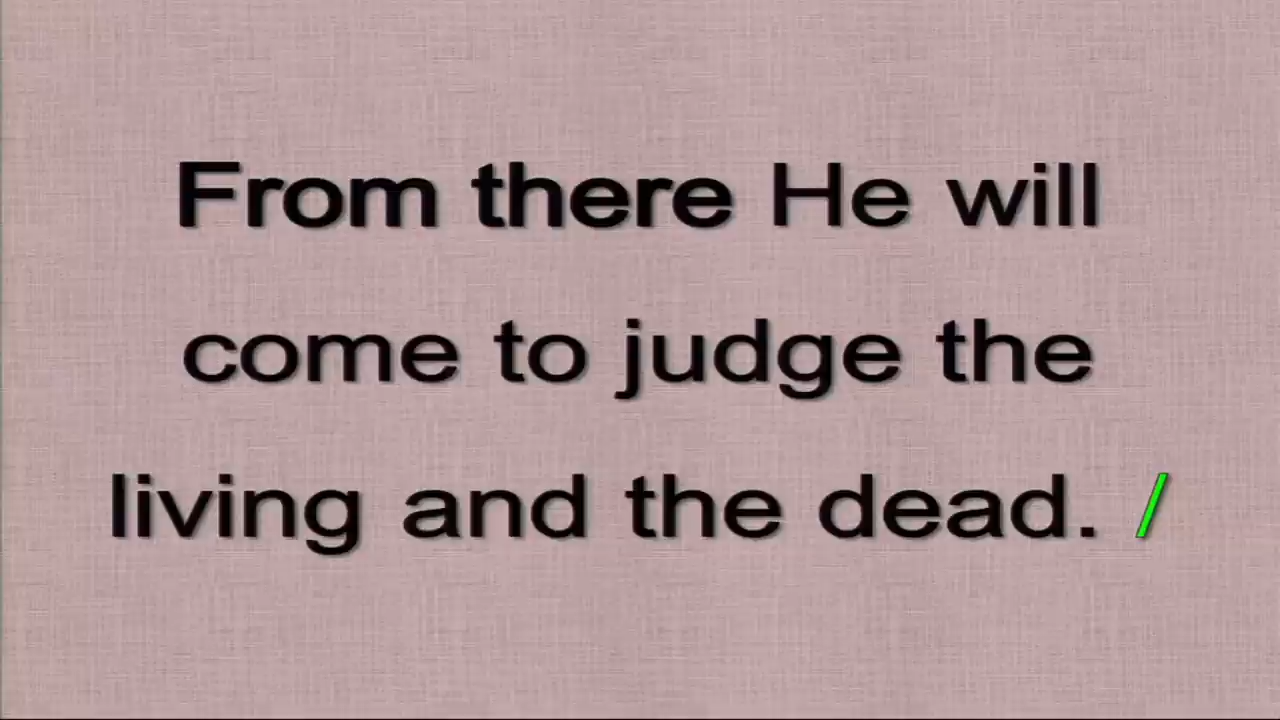 From there He will
come to judge the
living and the dead. /